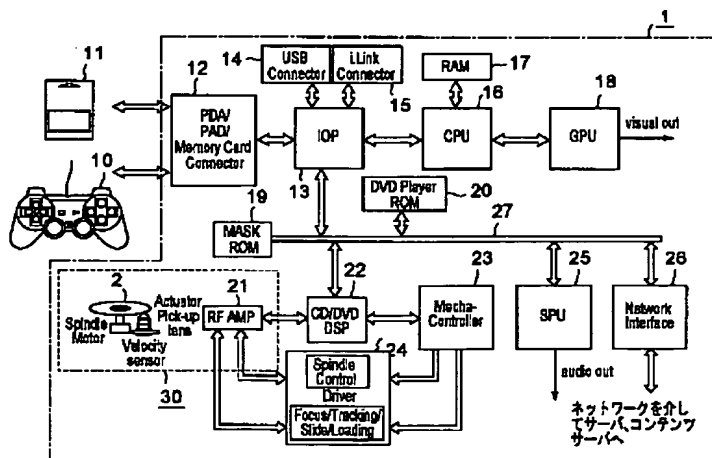 1
11
12
14
USB
Connector
i.Link
Connector
15
RAM
17
16
18
PDA/
PAD/
Memory Card
Connector
IOP
CPU
GPU
visual out
10
13
DVD Player
ROM
20
19
MASK
ROM
27
22
23
25
26
2
Actuator
Pick-up
lens
21
RF AMP
CD/DVD
DSP
Mecha-
Controller
SPU
Network
Interface
Spindle
Motor
Velocity
sensor
24
30
Spindle
Control
Driver
Focus/Tracking/
Slide/Loading
audio out
ネットワークを介し
てサーバ、コンテンツ
サーバへ